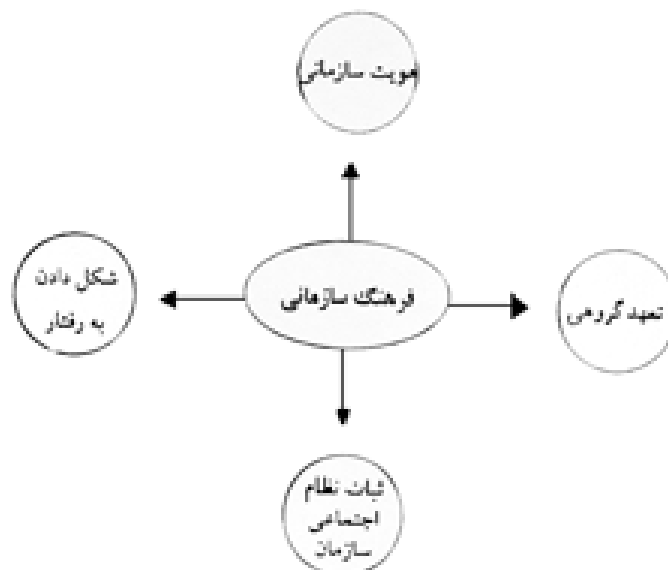 هویت سازمانی
شکل دادن
به رفتار
فرهنگ سازمانی
تعهد گروهی
ثبات نظام
اجتماعی
سازمان